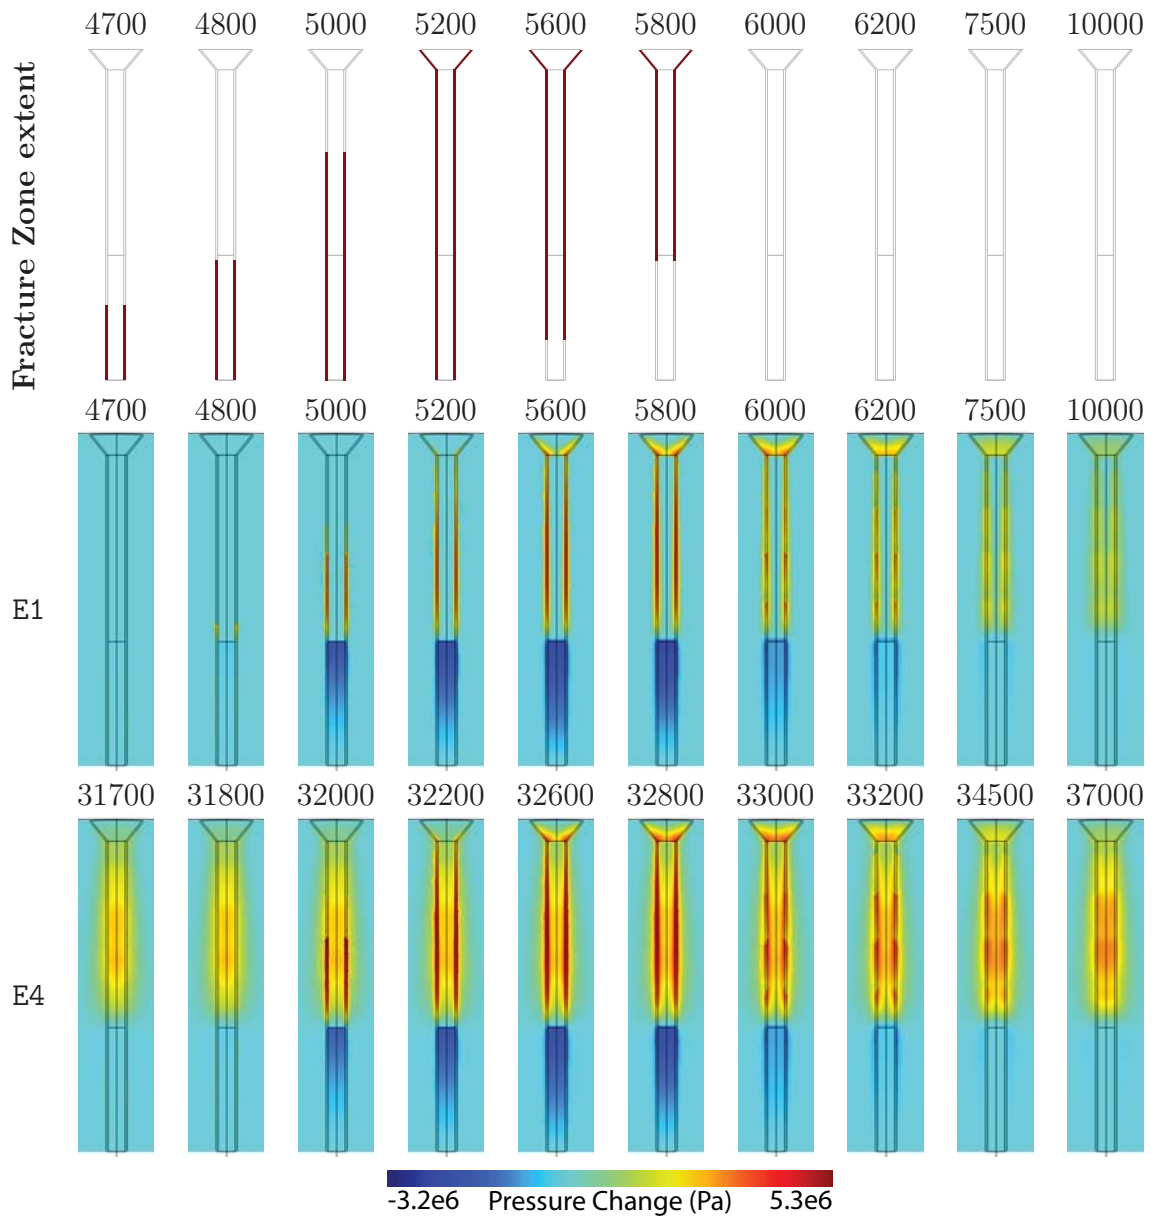 4700 4800 5000 5200 5600 5800 6000 6200 7500 10000
Fracture Zone extent
4700 4800 5000 5200 5600 5800 6000 6200 7500 10000
E1
31700 31800 32000 32200 32600 32800 33000 33200 34500 37000
E4
-3.2e6 Pressure Change (Pa) 5.3e6